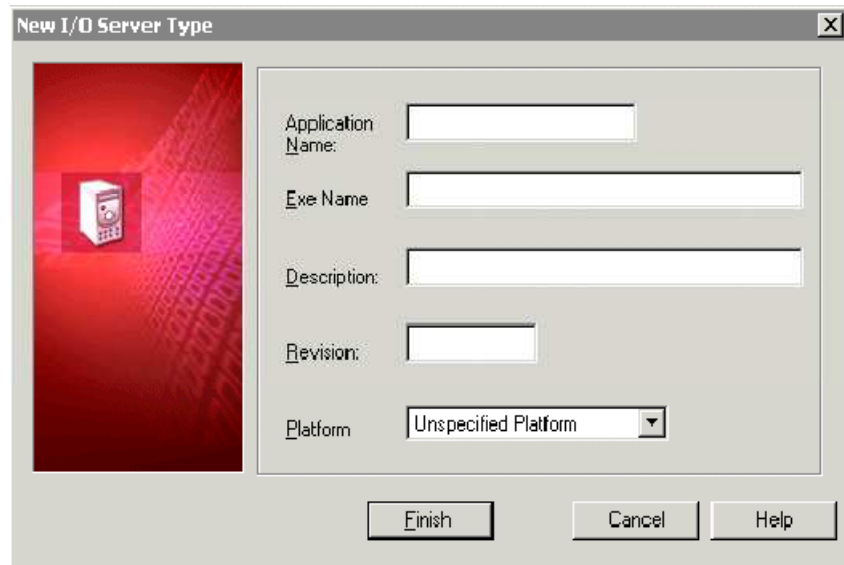 New I/O Server Type
Application
Name:
Exe Name
Description:
Revision:
Platform
Unspecified Platform
Finish
Cancel
Help